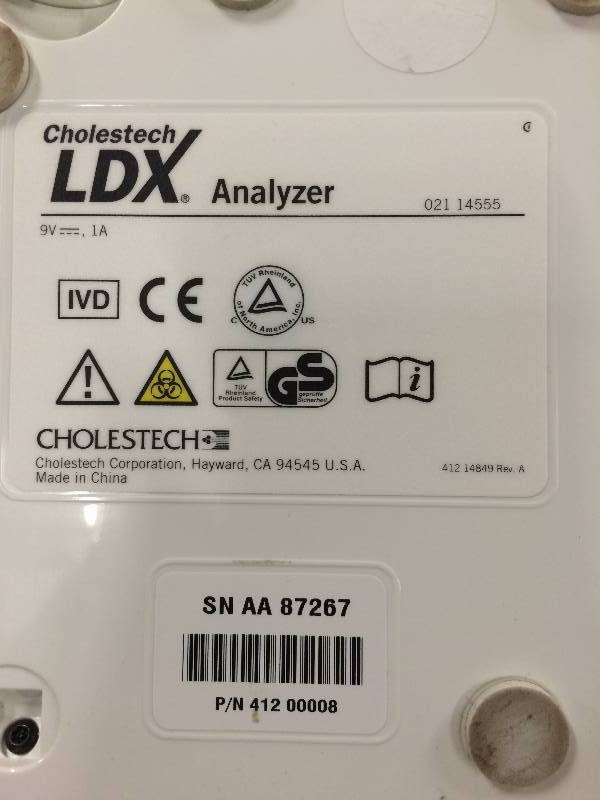 Cholestech
LDX® Analyzer
021 14555
9V⎓, 1A
IVD
CE
TÜV Rheinland
of North America, Inc.
C US
TÜV
Rheinland
Product Safety
GS
geprüfte
Sicherheit
i
CHOLESTECH
Cholestech Corporation, Hayward, CA 94545 U.S.A.
Made in China
412 14849 Rev. A
SN AA 87267
P/N 412 00008